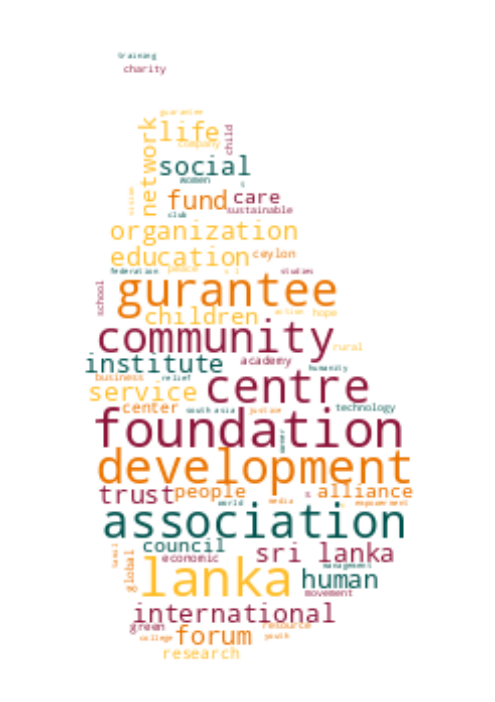 training
charity
guarantee
life
company
child
network
social
women
s
vision
fund care
club sustainable
organization
education ceylon
federation peace studies
school
gurantee
children action hope
community
rural
institute academy
humanity
business relief
centre
service
center south asia justice technology
foundation
women
development
trust people s alliance
world media empowerment
association
council
sri lanka
tamil
global
economic
management
lanka human
movement
international
green resource
forum
college youth
research